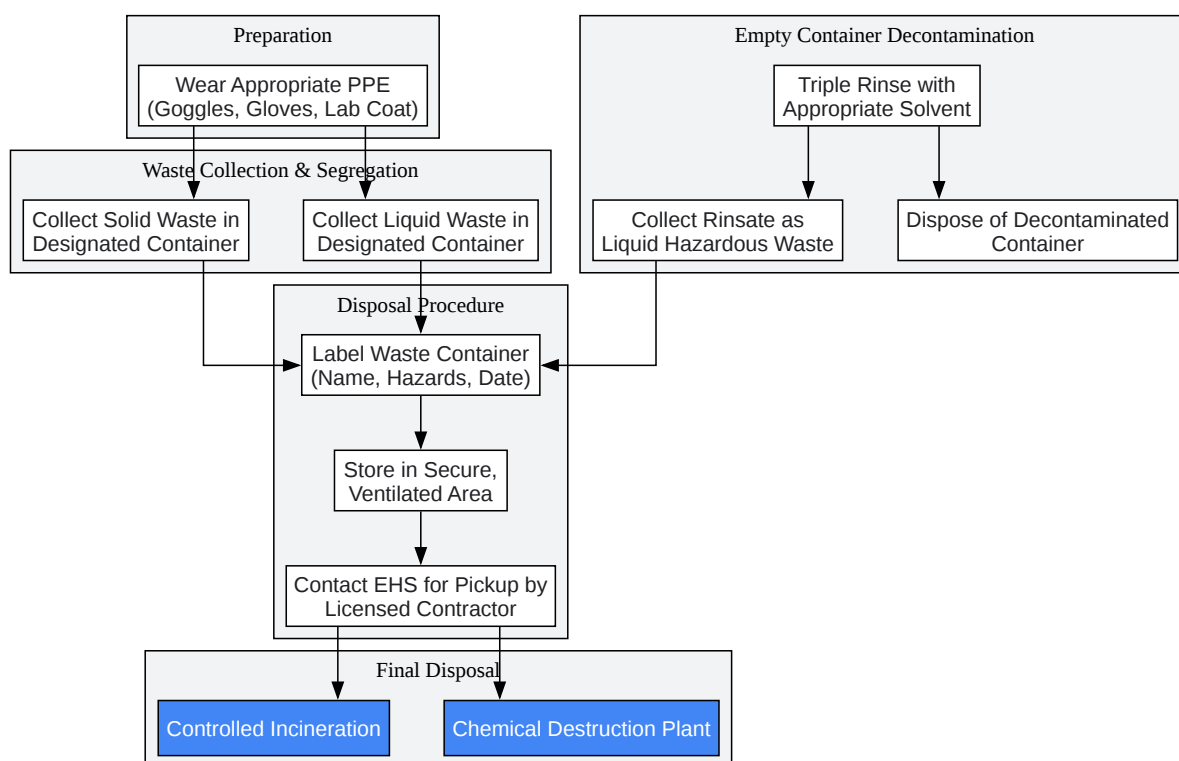 Preparation
Wear Appropriate PPE
(Goggles, Gloves, Lab Coat)
Waste Collection & Segregation
Collect Solid Waste in
Designated Container
Collect Liquid Waste in
Designated Container
Empty Container Decontamination
Triple Rinse with
Appropriate Solvent
Collect Rinsate as
Liquid Hazardous Waste
Dispose of Decontaminated
Container
Disposal Procedure
Label Waste Container
(Name, Hazards, Date)
Store in Secure,
Ventilated Area
Contact EHS for Pickup by
Licensed Contractor
Final Disposal
Controlled Incineration
Chemical Destruction Plant